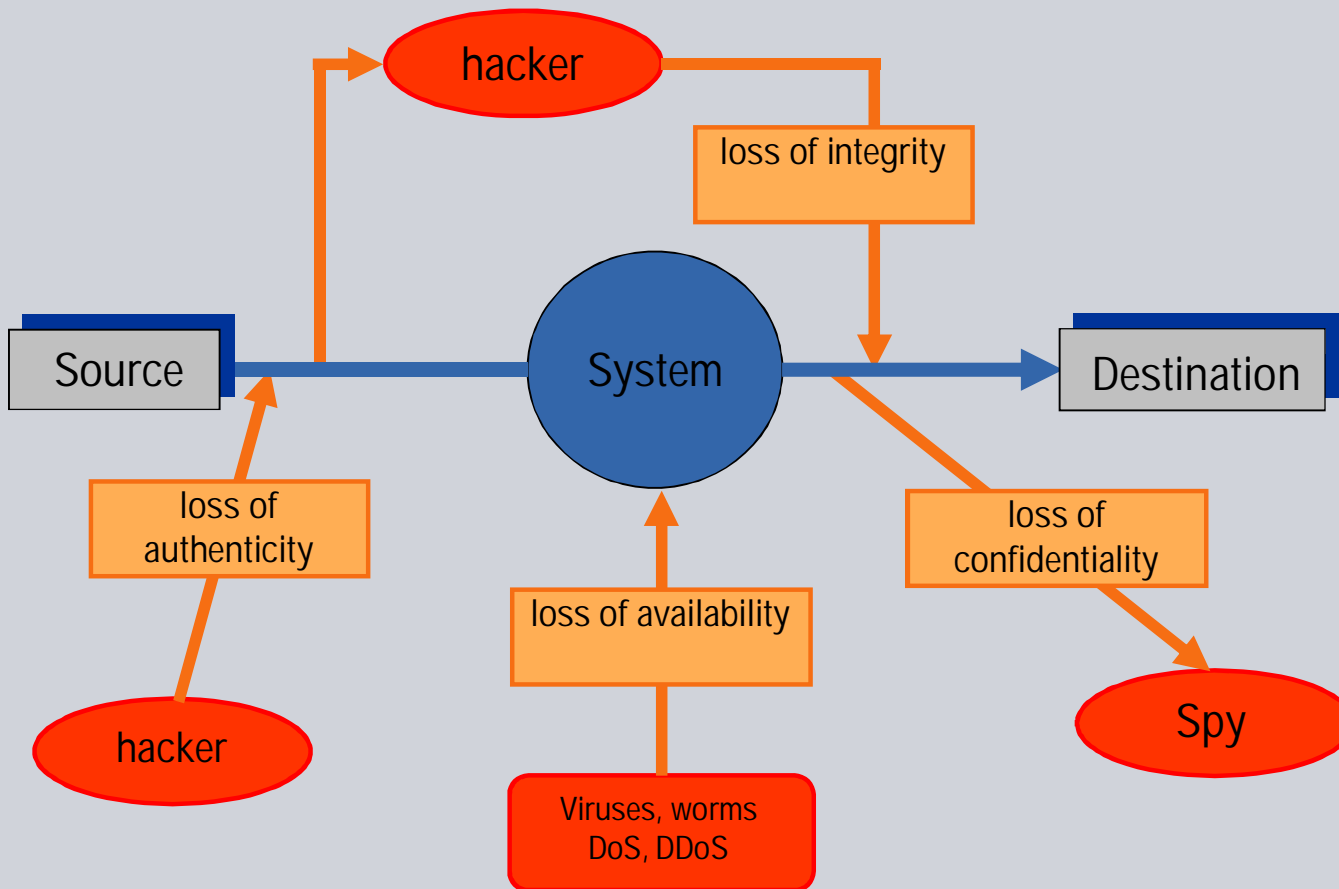 hacker
loss of integrity
Source
System
Destination
loss of
authenticity
loss of availability
loss of
confidentiality
hacker
Viruses, worms
DoS, DDoS
Spy